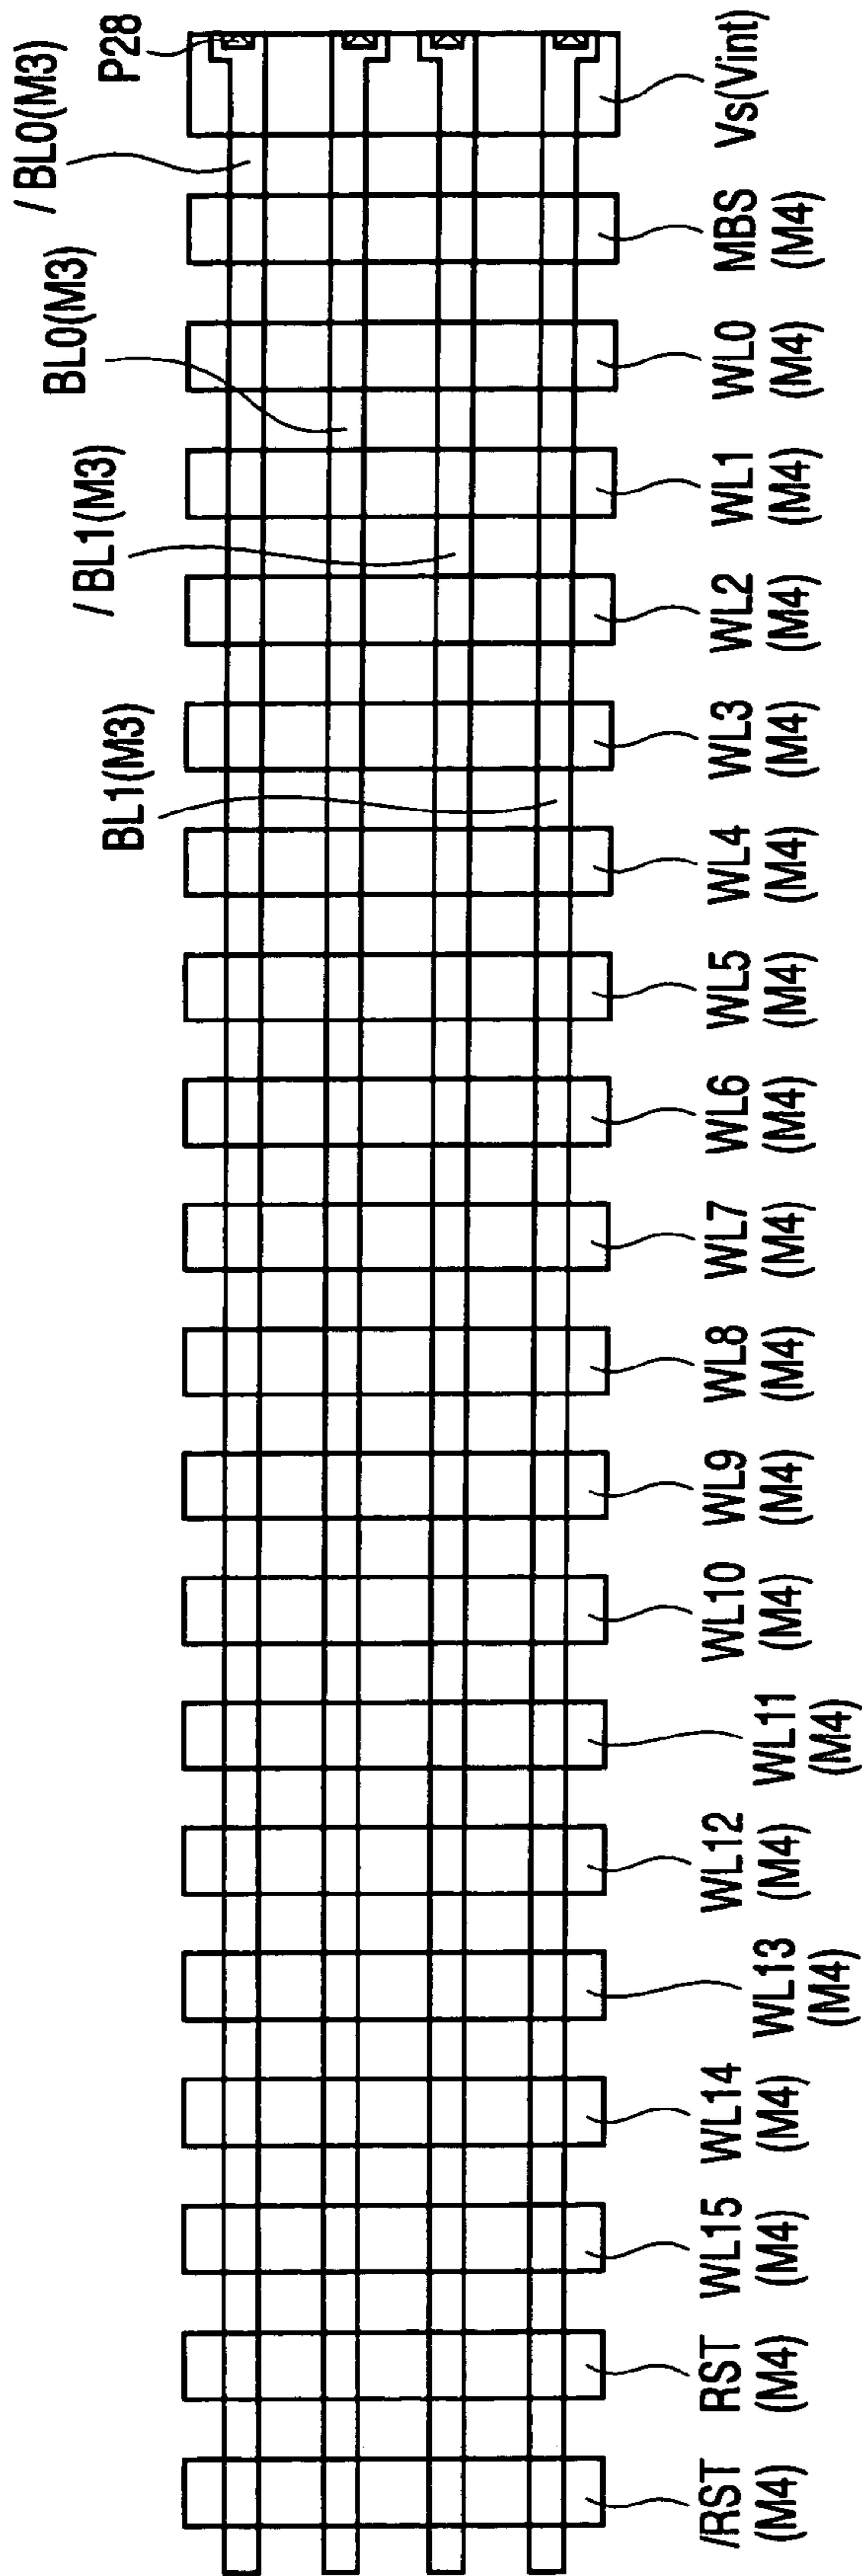 /BL0(M3)
P28
BL0(M3)
/BL1(M3)
BL1(M3)
/RST
(M4)
RST
(M4)
WL15
(M4)
WL14
(M4)
WL13
(M4)
WL12
(M4)
WL11
(M4)
WL10
(M4)
WL9
(M4)
WL8
(M4)
WL7
(M4)
WL6
(M4)
WL5
(M4)
WL4
(M4)
WL3
(M4)
WL2
(M4)
WL1
(M4)
WL0
(M4)
MBS
(M4)
Vs(Vint)